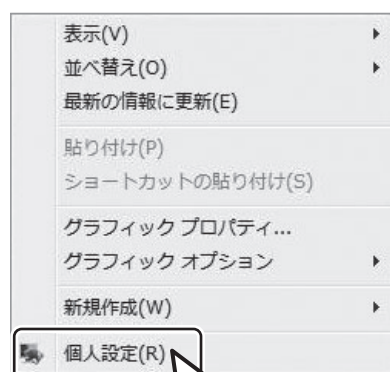 表示(V)
並べ替え(O)
最新の情報に更新(E)
貼り付け(P)
ショートカットの貼り付け(S)
グラフィック プロパティ...
グラフィック オプション
新規作成(W)
個人設定(R)